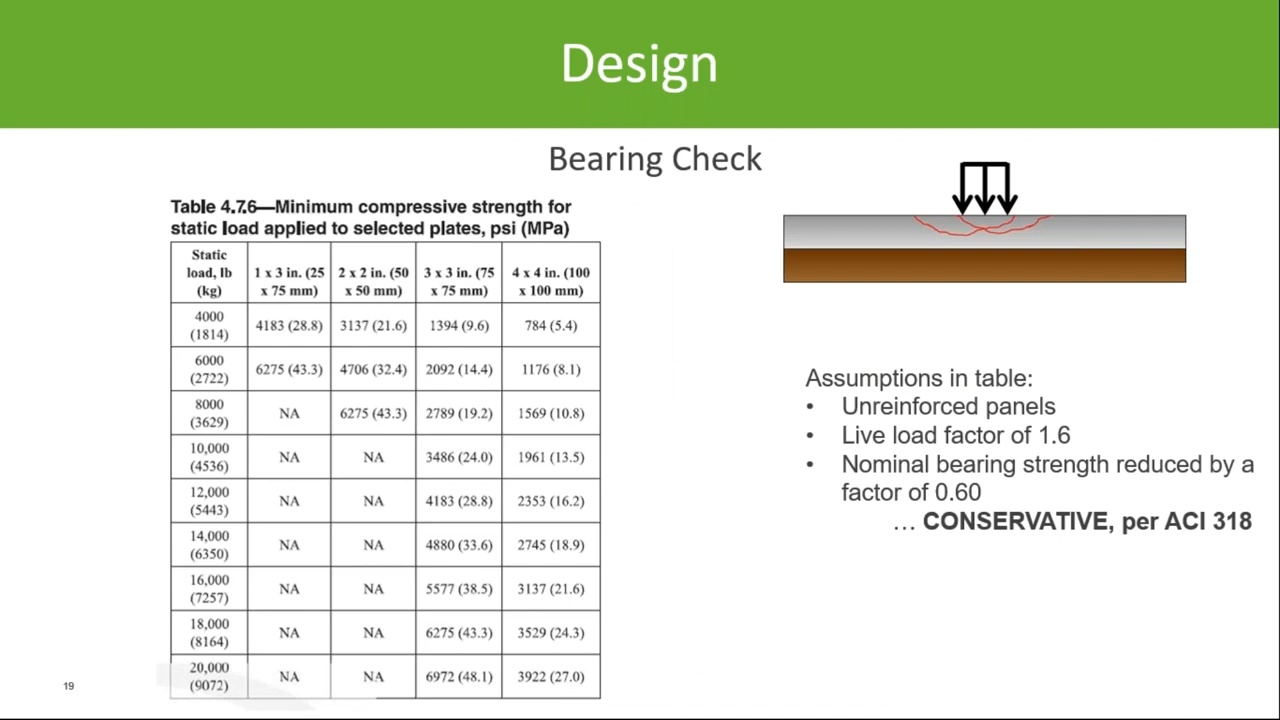 Design
Bearing Check
Table 4.7.6—Minimum compressive strength for
static load applied to selected plates, psi (MPa)
Static load, lb (kg) 1 x 3 in. (25 x 75 mm) 2 x 2 in. (50 x 50 mm) 3 x 3 in. (75 x 75 mm) 4 x 4 in. (100 x 100 mm)
4000 (1814) 4183 (28.8) 3137 (21.6) 1394 (9.6) 784 (5.4)
6000 (2722) 6275 (43.3) 4706 (32.4) 2092 (14.4) 1176 (8.1)
8000 (3629) NA 6275 (43.3) 2789 (19.2) 1569 (10.8)
10,000 (4536) NA NA 3486 (24.0) 1961 (13.5)
12,000 (5443) NA NA 4183 (28.8) 2353 (16.2)
14,000 (6350) NA NA 4880 (33.6) 2745 (18.9)
16,000 (7257) NA NA 5577 (38.5) 3137 (21.6)
18,000 (8164) NA NA 6275 (43.3) 3529 (24.3)
20,000 (9072) NA NA 6972 (48.1) 3922 (27.0)
Assumptions in table:
• Unreinforced panels
• Live load factor of 1.6
• Nominal bearing strength reduced by a
factor of 0.60
… CONSERVATIVE, per ACI 318
19